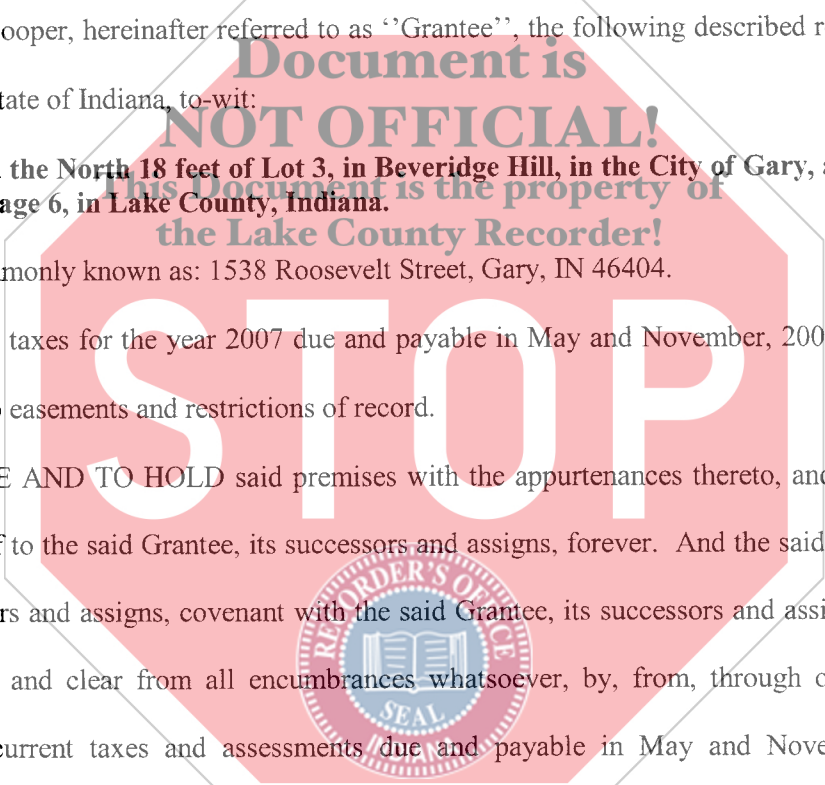 ooper, hereinafter referred to as ‘’Grantee’’, the following described r
Document is
tate of Indiana, to-wit:
NOT OFFICIAL!
the North 18 feet of Lot 3, in Beveridge Hill, in the City of Gary, a
This Document is the property of
age 6, in Lake County, Indiana.
the Lake County Recorder!
monly known as: 1538 Roosevelt Street, Gary, IN 46404.
taxes for the year 2007 due and payable in May and November, 200
easements and restrictions of record.
STOP
E AND TO HOLD said premises with the appurtenances thereto, and
f to the said Grantee, its successors and assigns, forever. And the said
rs and assigns, covenant with the said Grantee, its successors and assi
and clear from all encumbrances whatsoever, by, from, through o
current taxes and assessments due and payable in May and Nove
RECORDER'S OFFICE
SEAL
INDIANA